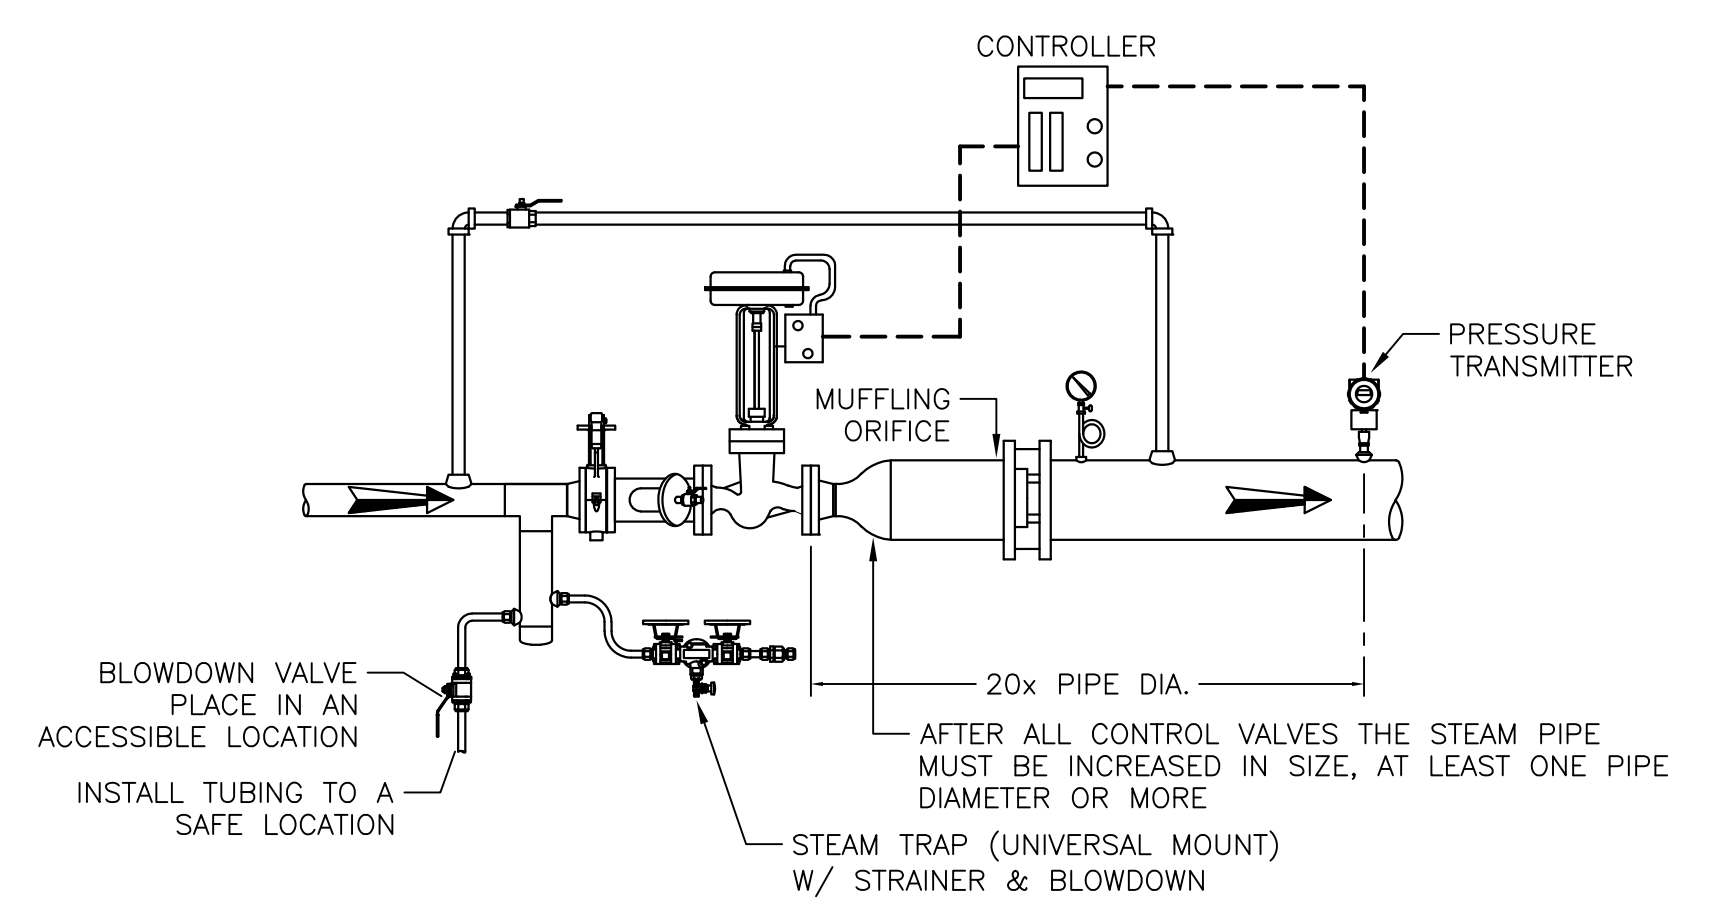 CONTROLLER
PRESSURE
TRANSMITTER
MUFFLING
ORIFICE
BLOWDOWN VALVE
PLACE IN AN
ACCESSIBLE LOCATION
20x PIPE DIA.
AFTER ALL CONTROL VALVES THE STEAM PIPE
MUST BE INCREASED IN SIZE, AT LEAST ONE PIPE
DIAMETER OR MORE
INSTALL TUBING TO A
SAFE LOCATION
STEAM TRAP (UNIVERSAL MOUNT)
W/ STRAINER & BLOWDOWN